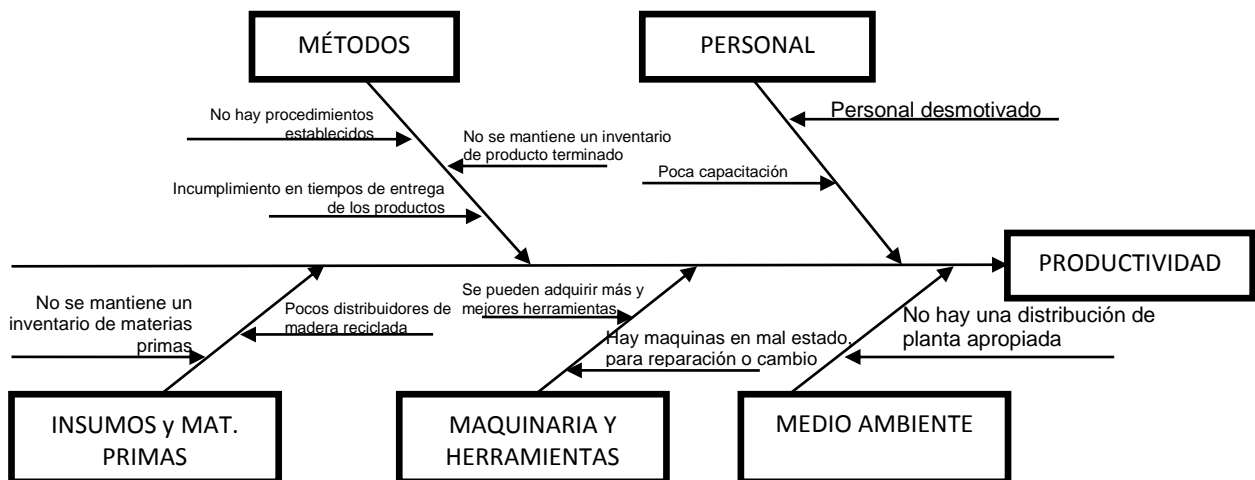 MÉTODOS
PERSONAL
No hay procedimientos
establecidos
No se mantiene un inventario
de producto terminado
Incumplimiento en tiempos de entrega
de los productos
Personal desmotivado
Poca capacitación
PRODUCTIVIDAD
No se mantiene un
inventario de materias
primas
Pocos distribuidores de
madera reciclada
Se pueden adquirir más y
mejores herramientas
Hay maquinas en mal estado,
para reparación o cambio
No hay una distribución de
planta apropiada
INSUMOS y MAT.
PRIMAS
MAQUINARIA Y
HERRAMIENTAS
MEDIO AMBIENTE